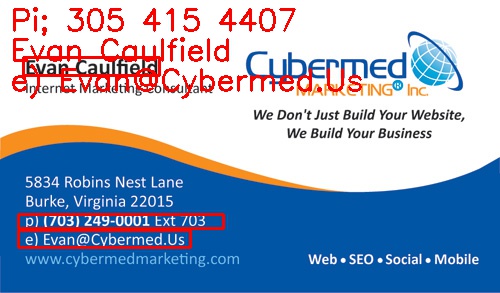 Pi; 305 415 4407
Evan Caulfield
e) Evan@Cybermed.Us
Evan Caulfield
Internet Marketing Consultant
Cybermed
MARKETING® Inc.
We Don't Just Build Your Website,
We Build Your Business
5834 Robins Nest Lane
Burke, Virginia 22015
p) (703) 249-0001 Ext 703
e) Evan@Cybermed.Us
www.cybermedmarketing.com
Web • SEO • Social • Mobile